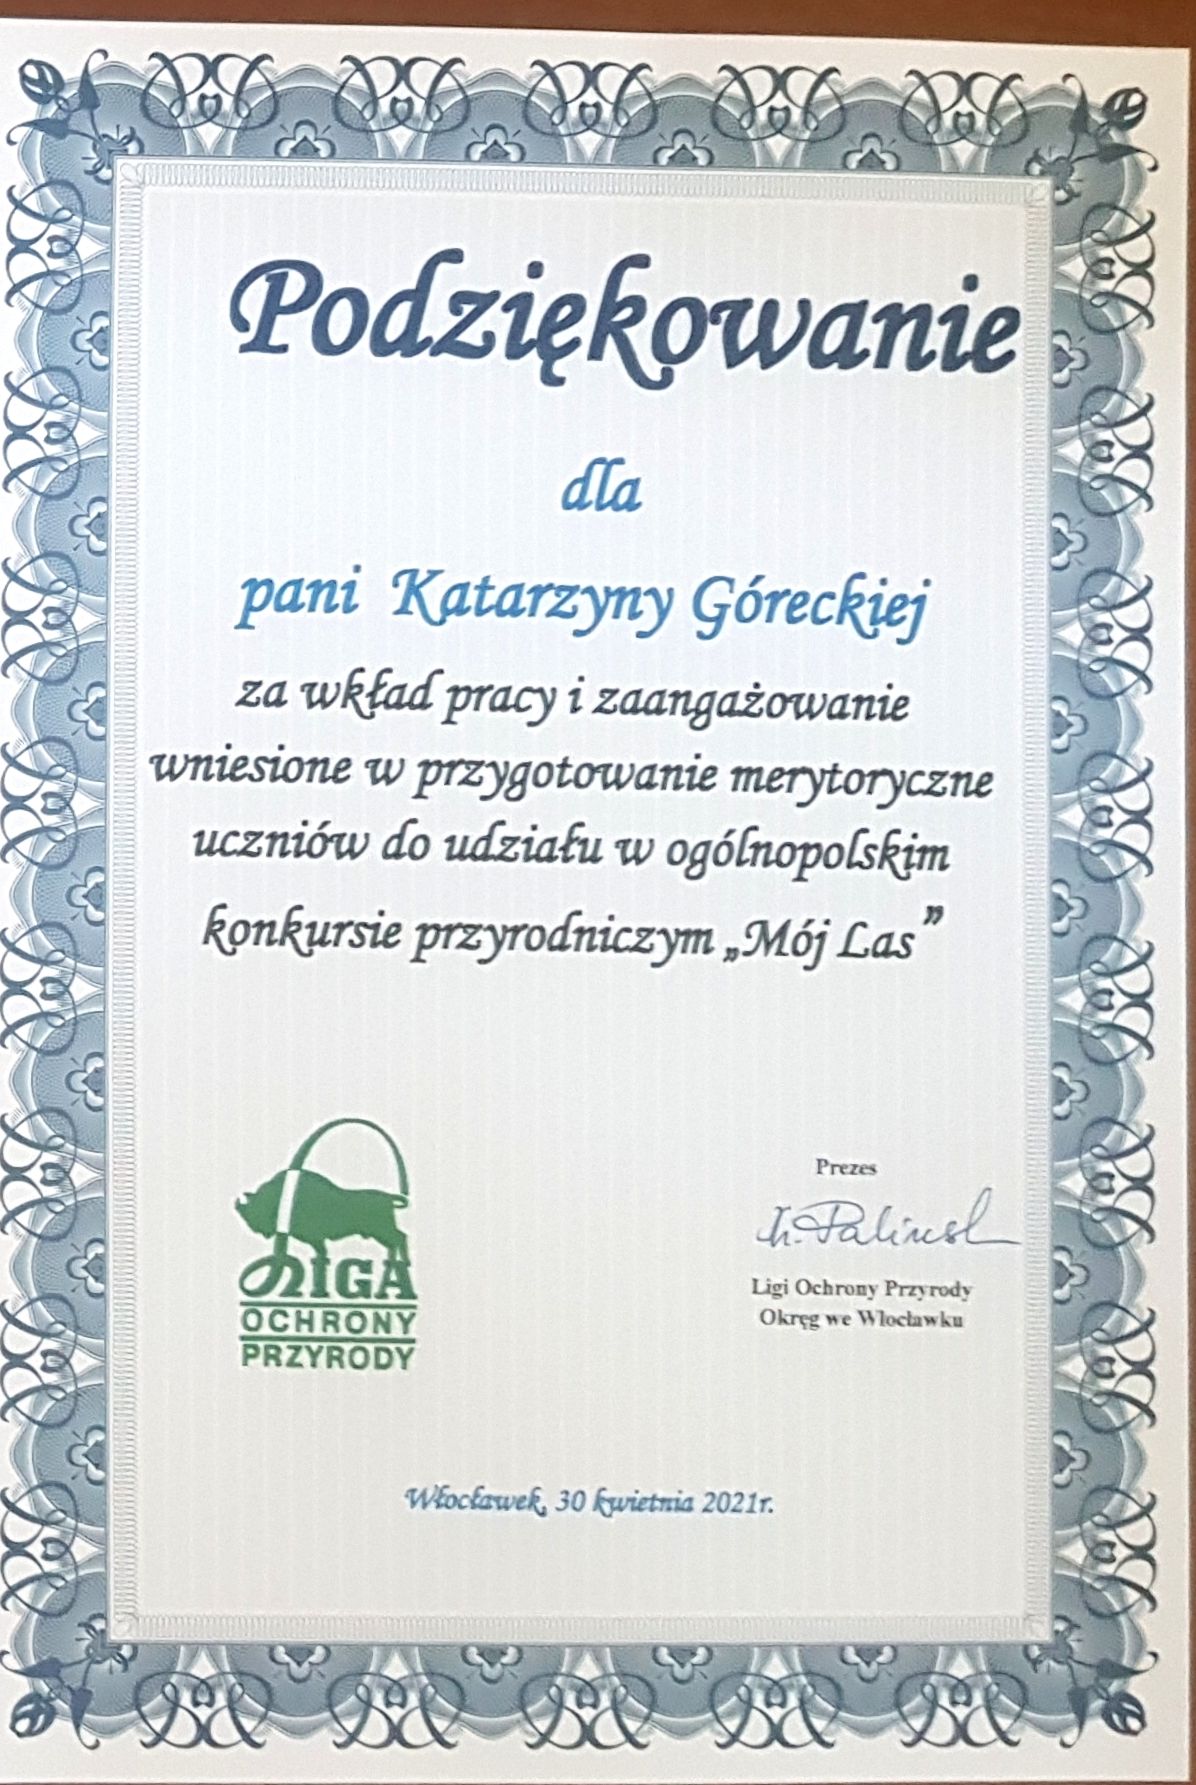 Podziękowanie
dla
pani Katarzyny Góreckiej
za wkład pracy i zaangażowanie
wniesione w przygotowanie merytoryczne
uczniów do udziału w ogólnopolskim
konkursie przyrodniczym „Mój Las”
Prezes
Ligi Ochrony Przyrody
Okręg we Włocławku
LIGA
OCHRONY
PRZYRODY
Włocławek, 30 kwietnia 2021r.